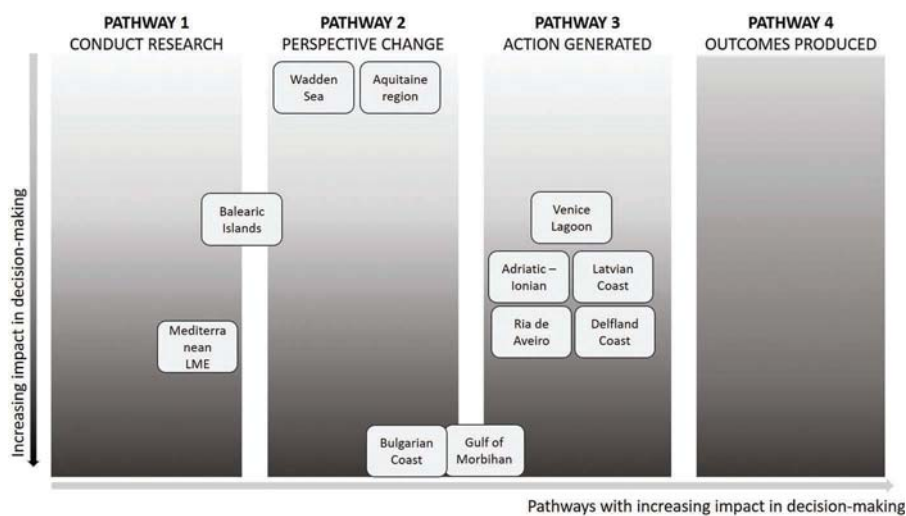 PATHWAY 1
CONDUCT RESEARCH
PATHWAY 2
PERSPECTIVE CHANGE
PATHWAY 3
ACTION GENERATED
PATHWAY 4
OUTCOMES PRODUCED
Wadden
Sea
Aquitaine
region
Balearic
Islands
Venice
Lagoon
Adriatic –
Ionian
Latvian
Coast
Mediterra
nean
LME
Ria de
Aveiro
Delfland
Coast
Bulgarian
Coast
Gulf of
Morbihan
Increasing impact in decision-making
Pathways with increasing impact in decision-making